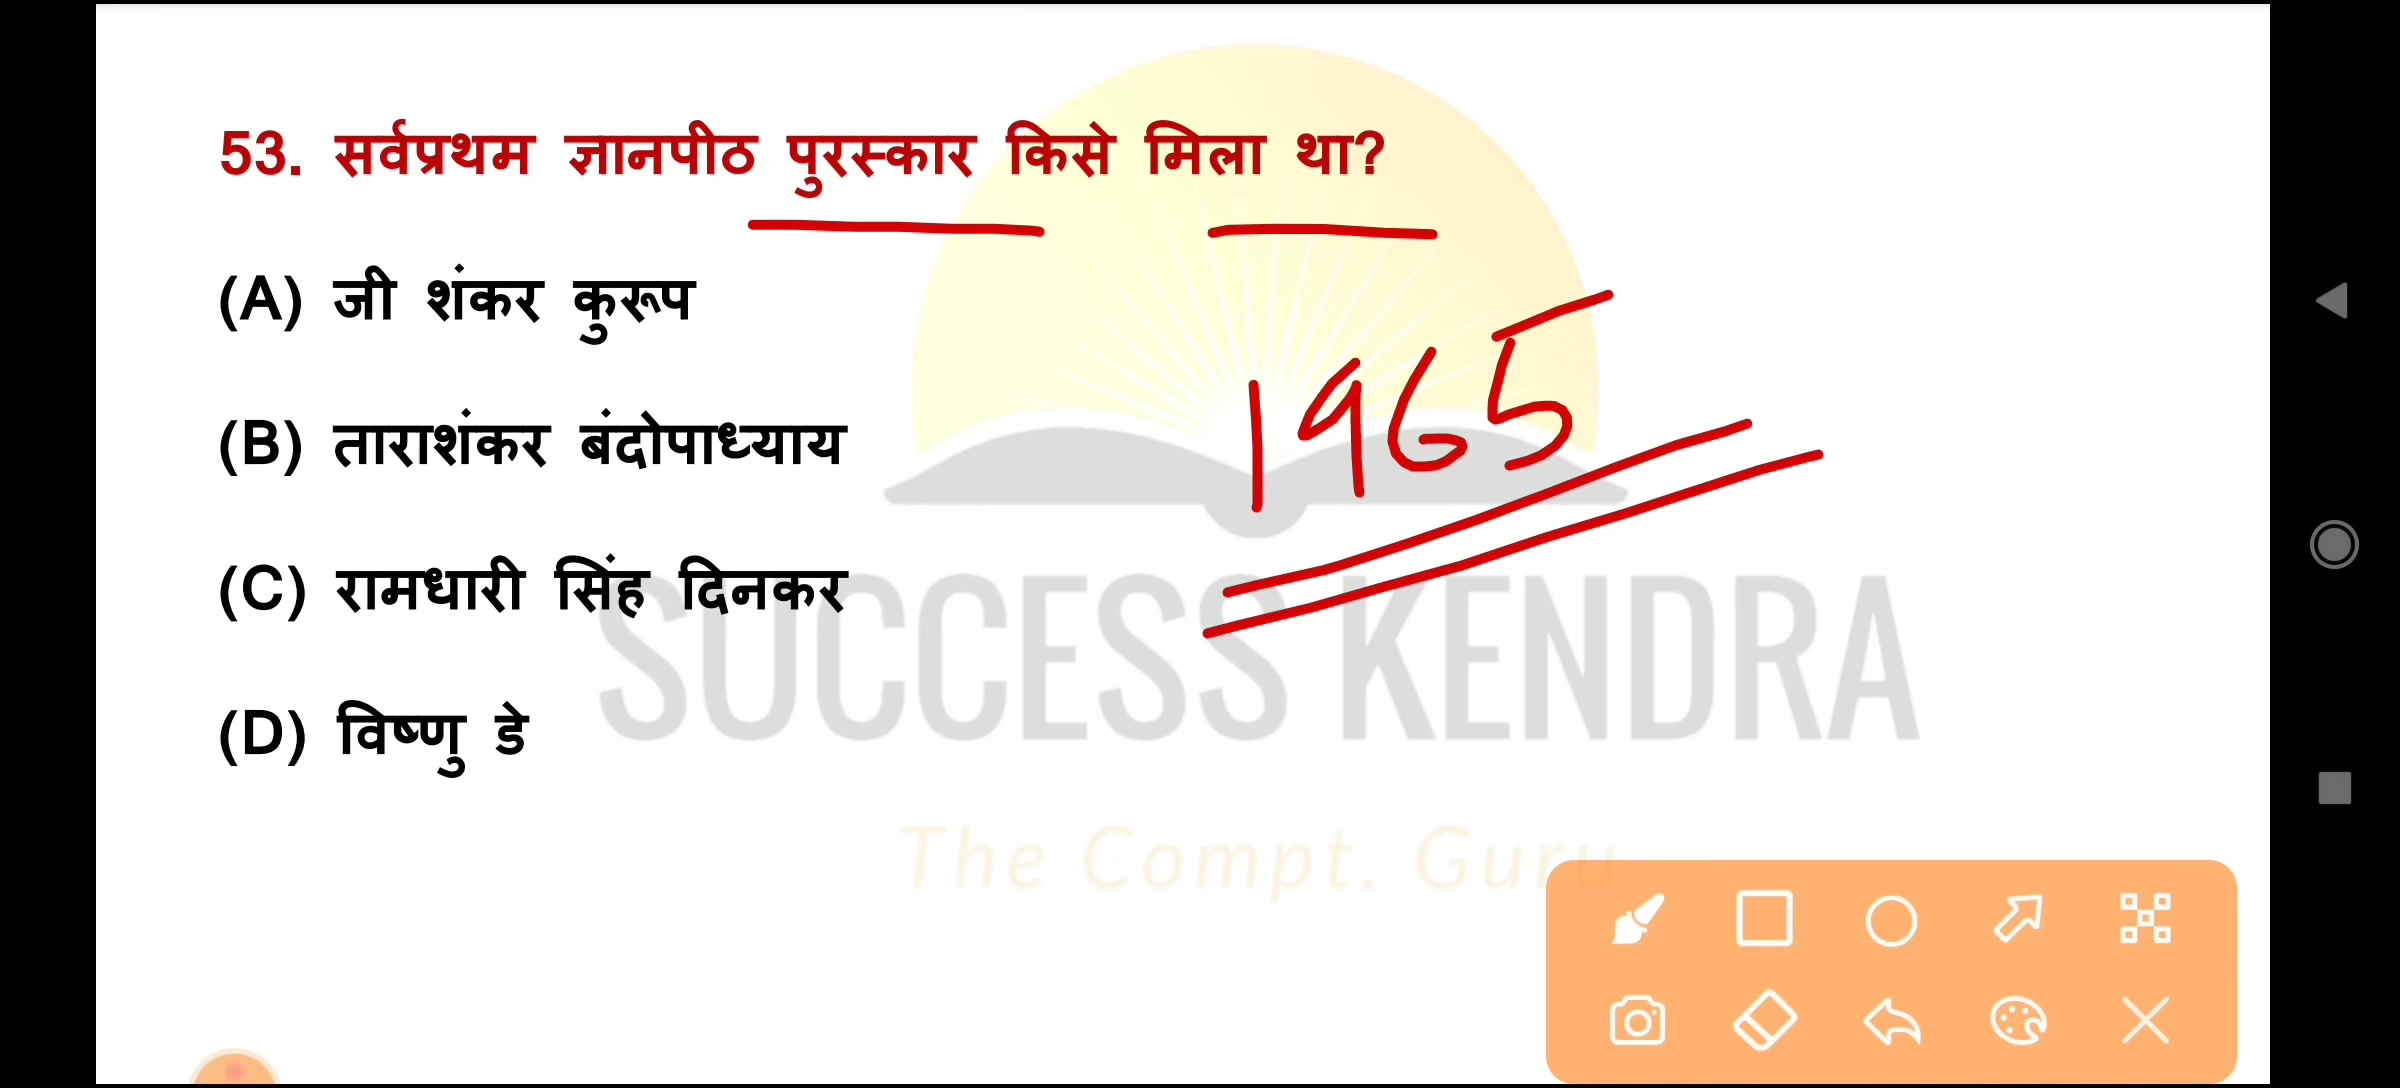 53. सर्वप्रथम ज्ञानपीठ पुरस्कार किसे मिला था?
(A) जी शंकर कुरूप
(B) ताराशंकर बंदोपाध्याय
1965
(C) रामधारी सिंह दिनकर
SUCCESS KENDRA
(D) विष्णु डे
The Compt. Guru